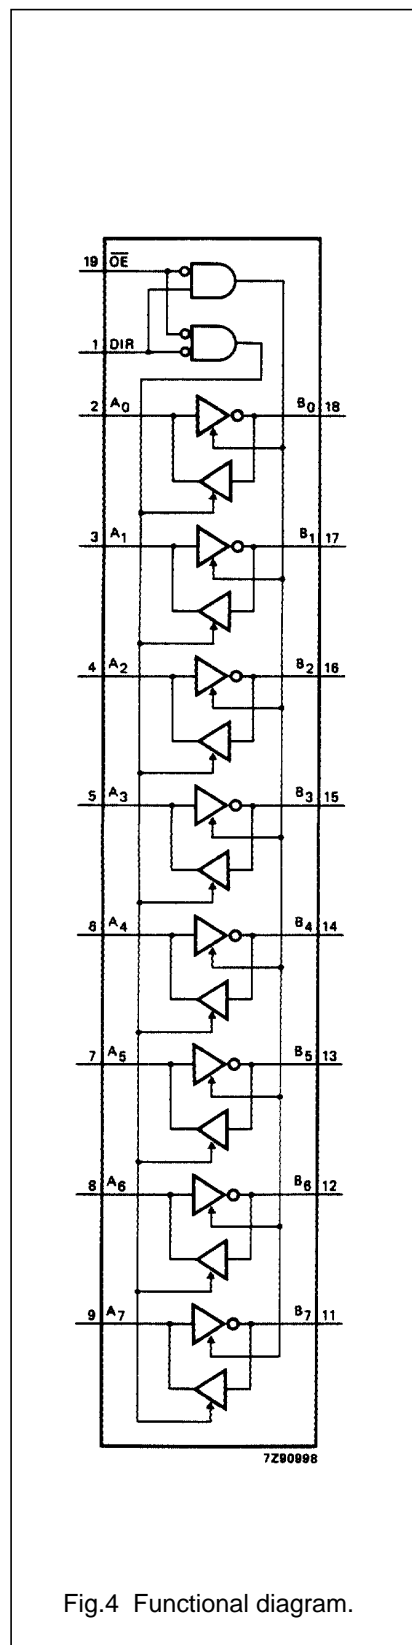 19 O̅E̅
1 DIR
2 A0 B0 18
3 A1 B1 17
4 A2 B2 16
5 A3 B3 15
6 A4 B4 14
7 A5 B5 13
8 A6 B6 12
9 A7 B7 11
7Z90998
Fig.4 Functional diagram.